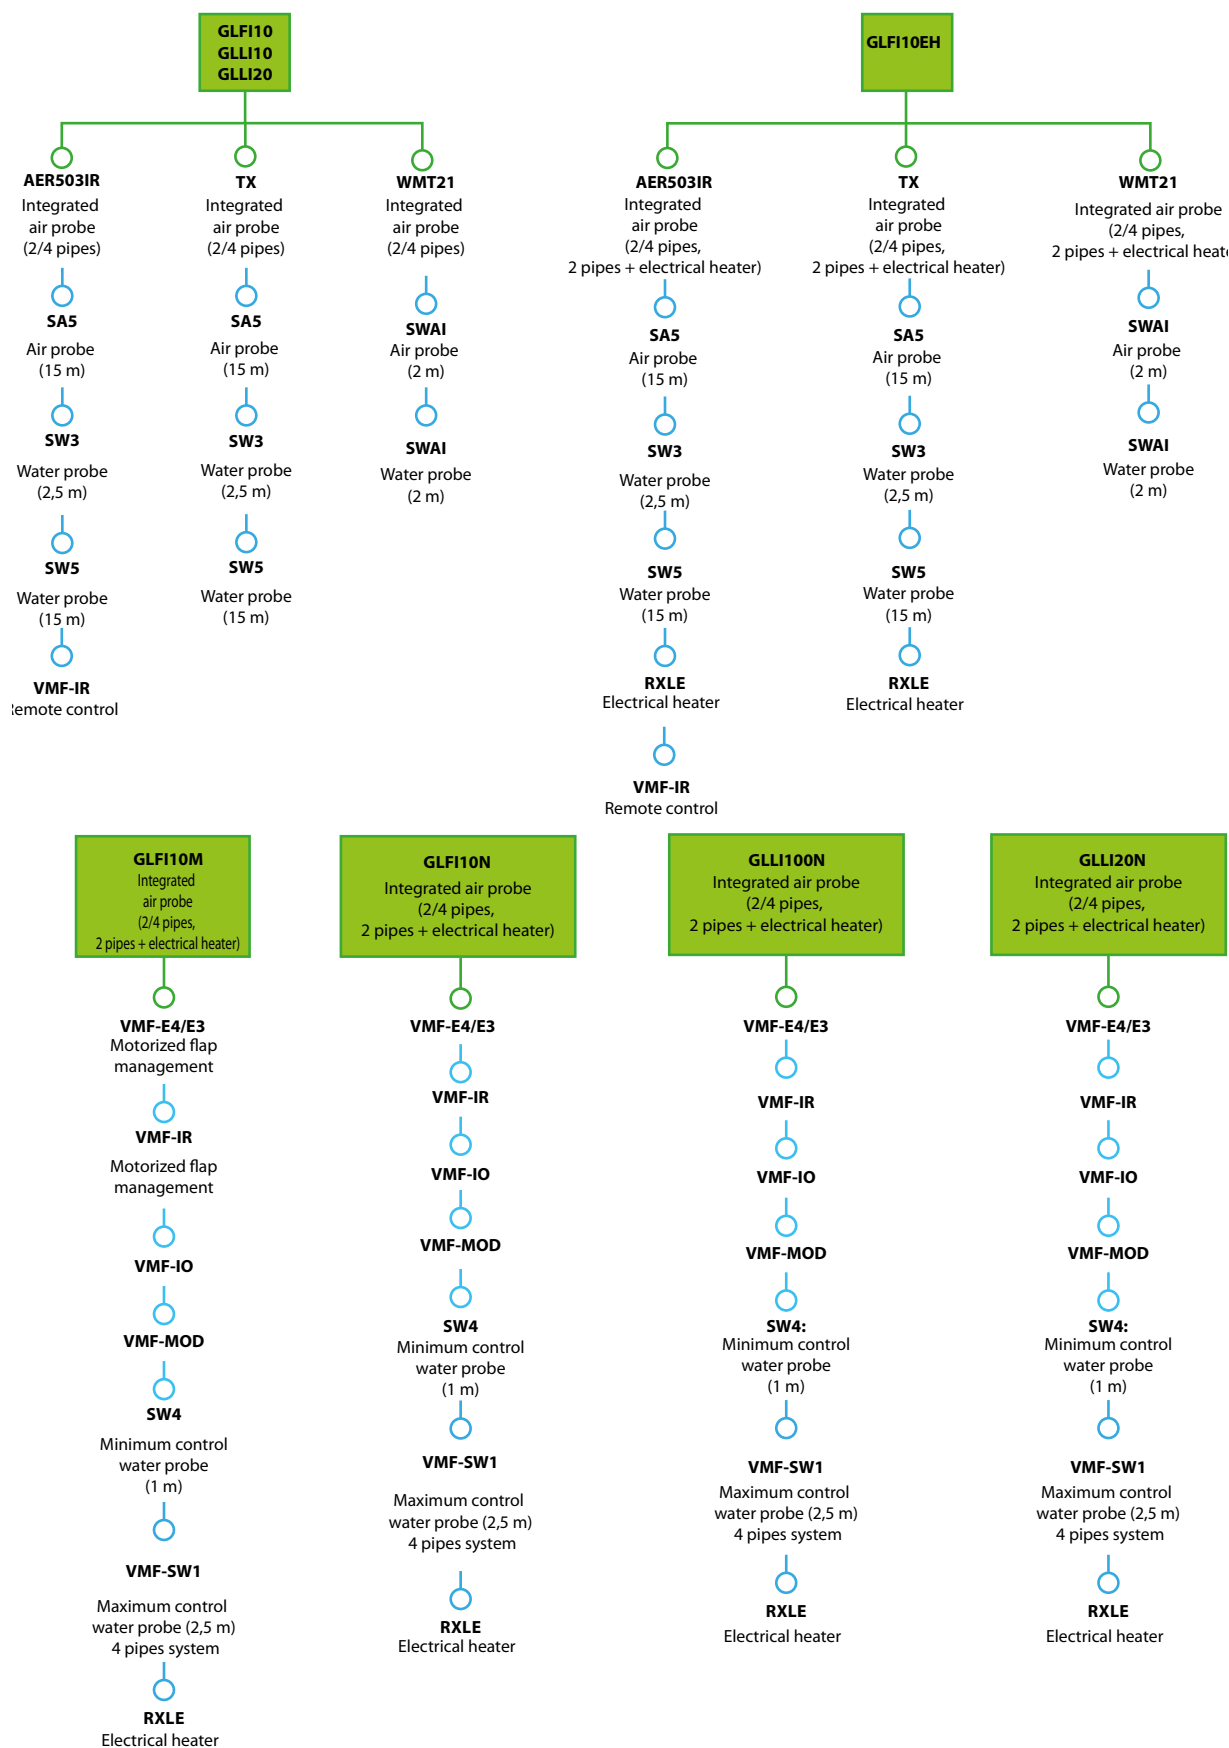 GLFI10
GLLI10
GLLI20
AER503IR
Integrated
air probe
(2/4 pipes)
SA5
Air probe
(15 m)
SW3
Water probe
(2,5 m)
SW5
Water probe
(15 m)
VMF-IR
Remote control
TX
Integrated
air probe
(2/4 pipes)
SA5
Air probe
(15 m)
SW3
Water probe
(2,5 m)
SW5
Water probe
(15 m)
WMT21
Integrated
air probe
(2/4 pipes)
SWAI
Air probe
(2 m)
SWAI
Water probe
(2 m)
GLFI10EH
AER503IR
Integrated
air probe
(2/4 pipes,
2 pipes + electrical heater)
SA5
Air probe
(15 m)
SW3
Water probe
(2,5 m)
SW5
Water probe
(15 m)
RXLE
Electrical heater
VMF-IR
Remote control
TX
Integrated
air probe
(2/4 pipes,
2 pipes + electrical heater)
SA5
Air probe
(15 m)
SW3
Water probe
(2,5 m)
SW5
Water probe
(15 m)
RXLE
Electrical heater
WMT21
Integrated air probe
(2/4 pipes,
2 pipes + electrical heate
SWAI
Air probe
(2 m)
SWAI
Water probe
(2 m)
GLFI10M
Integrated
air probe
(2/4 pipes,
2 pipes + electrical heater)
VMF-E4/E3
Motorized flap
management
VMF-IR
Motorized flap
management
VMF-IO
VMF-MOD
SW4
Minimum control
water probe
(1 m)
VMF-SW1
Maximum control
water probe (2,5 m)
4 pipes system
RXLE
Electrical heater
GLFI10N
Integrated air probe
(2/4 pipes,
2 pipes + electrical heater)
VMF-E4/E3
VMF-IR
VMF-IO
VMF-MOD
SW4
Minimum control
water probe
(1 m)
VMF-SW1
Maximum control
water probe (2,5 m)
4 pipes system
RXLE
Electrical heater
GLLI100N
Integrated air probe
(2/4 pipes,
2 pipes + electrical heater)
VMF-E4/E3
VMF-IR
VMF-IO
VMF-MOD
SW4:
Minimum control
water probe
(1 m)
VMF-SW1
Maximum control
water probe (2,5 m)
4 pipes system
RXLE
Electrical heater
GLLI20N
Integrated air probe
(2/4 pipes,
2 pipes + electrical heater)
VMF-E4/E3
VMF-IR
VMF-IO
VMF-MOD
SW4:
Minimum control
water probe
(1 m)
VMF-SW1
Maximum control
water probe (2,5 m)
4 pipes system
RXLE
Electrical heater